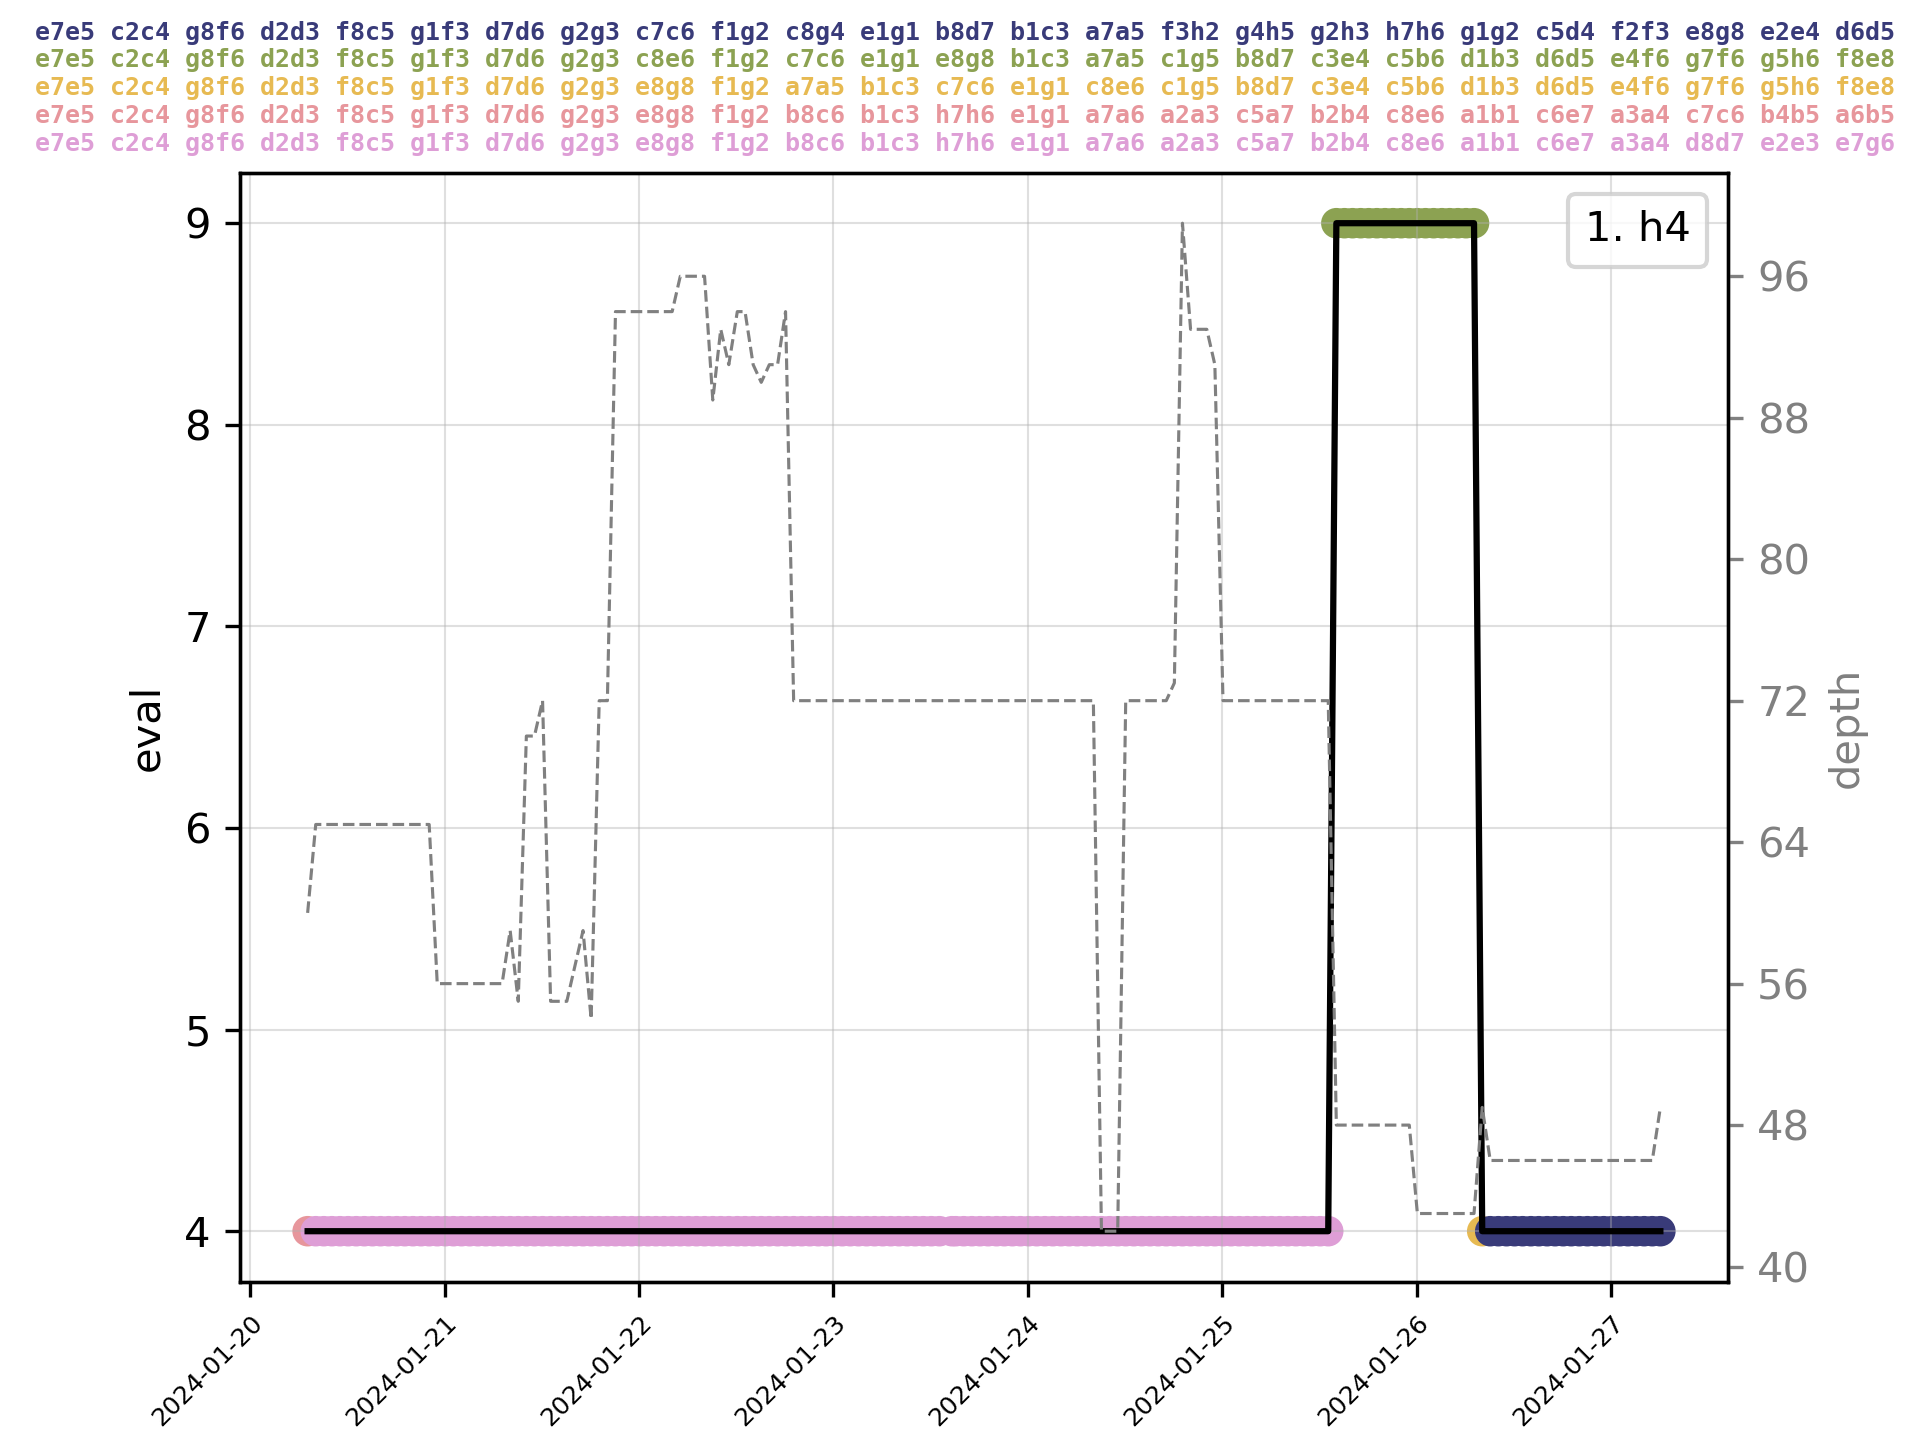 e7e5 c2c4 g8f6 d2d3 f8c5 g1f3 d7d6 g2g3 c7c6 f1g2 c8g4 e1g1 b8d7 b1c3 a7a5 f3h2 g4h5 g2h3 h7h6 g1g2 c5d4 f2f3 e8g8 e2e4 d6d5
e7e5 c2c4 g8f6 d2d3 f8c5 g1f3 d7d6 g2g3 c8e6 f1g2 c7c6 e1g1 e8g8 b1c3 a7a5 c1g5 b8d7 c3e4 c5b6 d1b3 d6d5 e4f6 g7f6 g5h6 f8e8
e7e5 c2c4 g8f6 d2d3 f8c5 g1f3 d7d6 g2g3 e8g8 f1g2 a7a5 b1c3 c7c6 e1g1 c8e6 c1g5 b8d7 c3e4 c5b6 d1b3 d6d5 e4f6 g7f6 g5h6 f8e8
e7e5 c2c4 g8f6 d2d3 f8c5 g1f3 d7d6 g2g3 e8g8 f1g2 b8c6 b1c3 h7h6 e1g1 a7a6 a2a3 c5a7 b2b4 c8e6 a1b1 c6e7 a3a4 c7c6 b4b5 a6b5
e7e5 c2c4 g8f6 d2d3 f8c5 g1f3 d7d6 g2g3 e8g8 f1g2 b8c6 b1c3 h7h6 e1g1 a7a6 a2a3 c5a7 b2b4 c8e6 a1b1 c6e7 a3a4 d8d7 e2e3 e7g6
1. h4
9
8
7
6
5
4
eval
96
88
80
72
64
56
48
40
depth
2024-01-20
2024-01-21
2024-01-22
2024-01-23
2024-01-24
2024-01-25
2024-01-26
2024-01-27